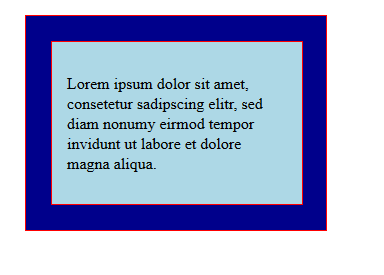 Lorem ipsum dolor sit amet,
consetetur sadipscing elitr, sed
diam nonumy eirmod tempor
invidunt ut labore et dolore
magna aliqua.